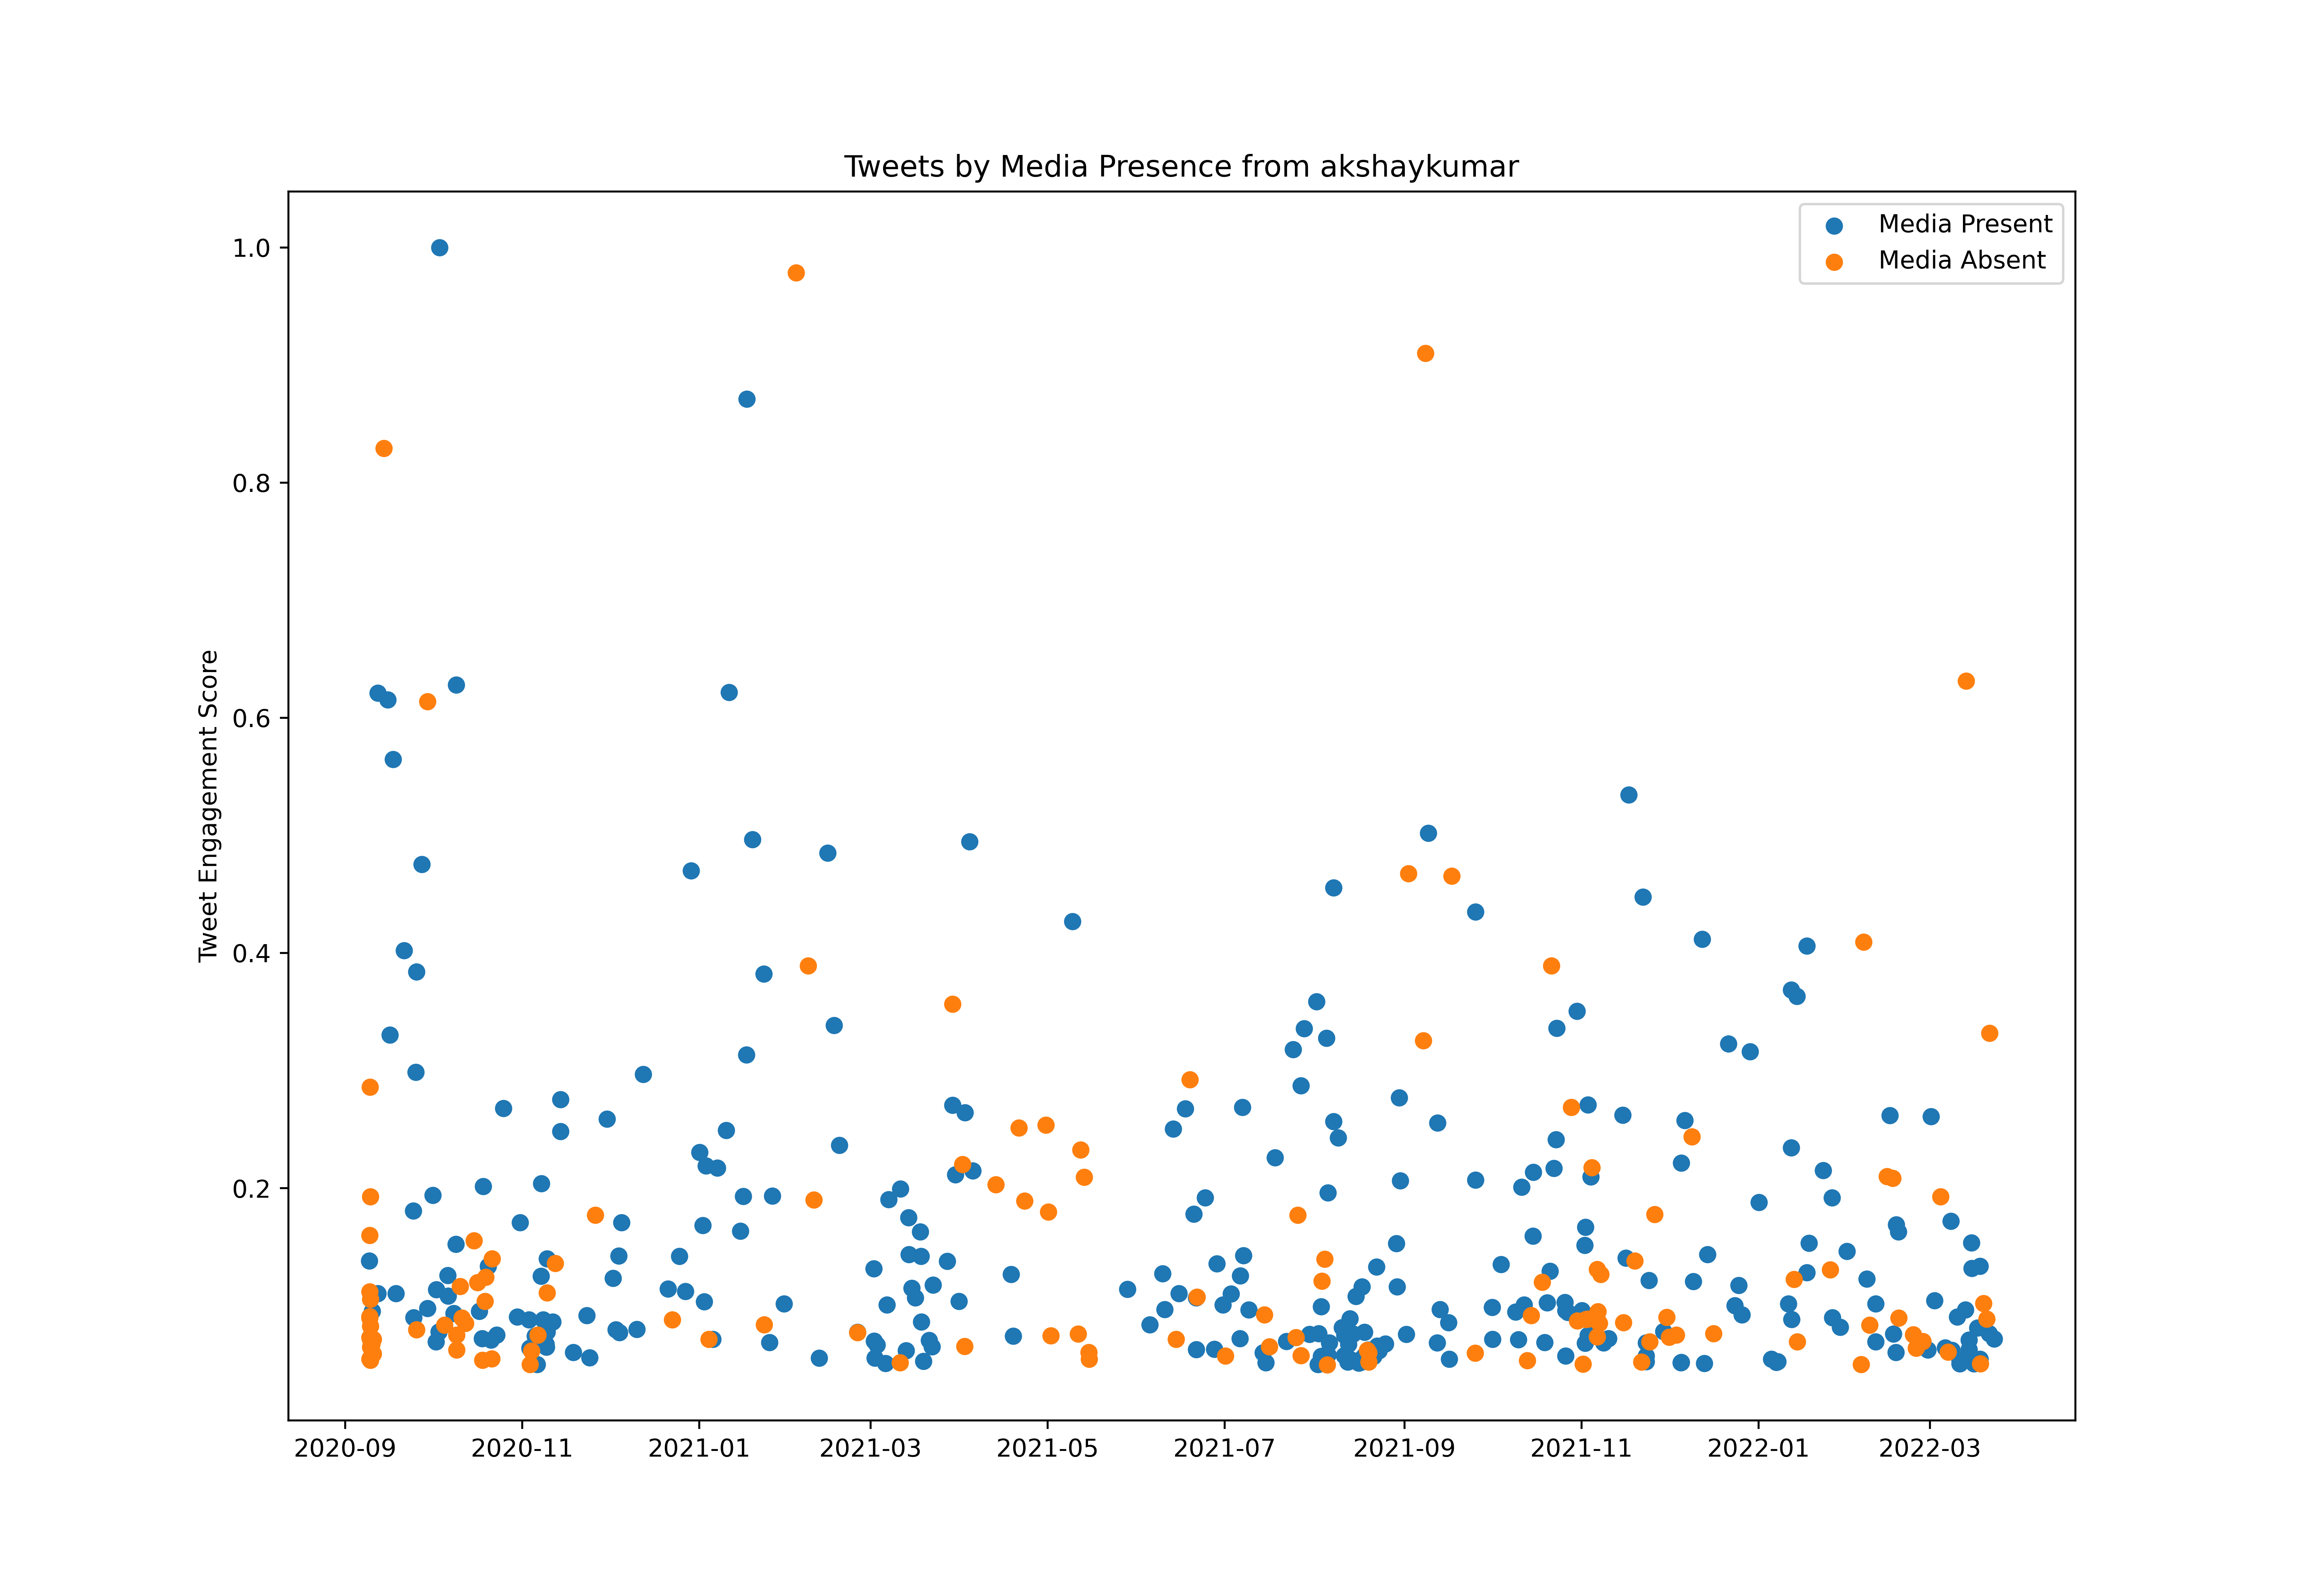 Tweets by Media Presence from akshaykumar
Media Present
Media Absent
Tweet Engagement Score
1.0
0.8
0.6
0.4
0.2
2020-09 2020-11 2021-01 2021-03 2021-05 2021-07 2021-09 2021-11 2022-01 2022-03